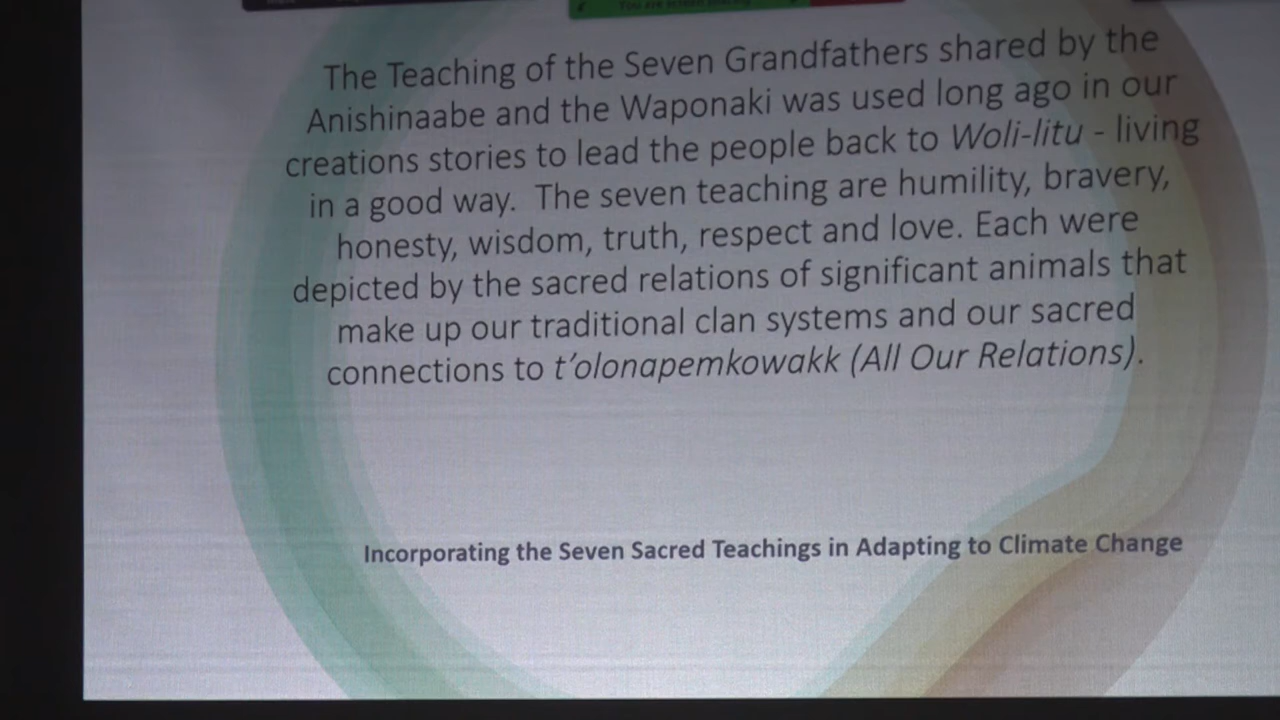 You are screen sharing
The Teaching of the Seven Grandfathers shared by the
Anishinaabe and the Waponaki was used long ago in our
creations stories to lead the people back to Woli-litu - living
in a good way. The seven teaching are humility, bravery,
honesty, wisdom, truth, respect and love. Each were
depicted by the sacred relations of significant animals that
make up our traditional clan systems and our sacred
connections to t'olonapemkowakk (All Our Relations).
Incorporating the Seven Sacred Teachings in Adapting to Climate Change